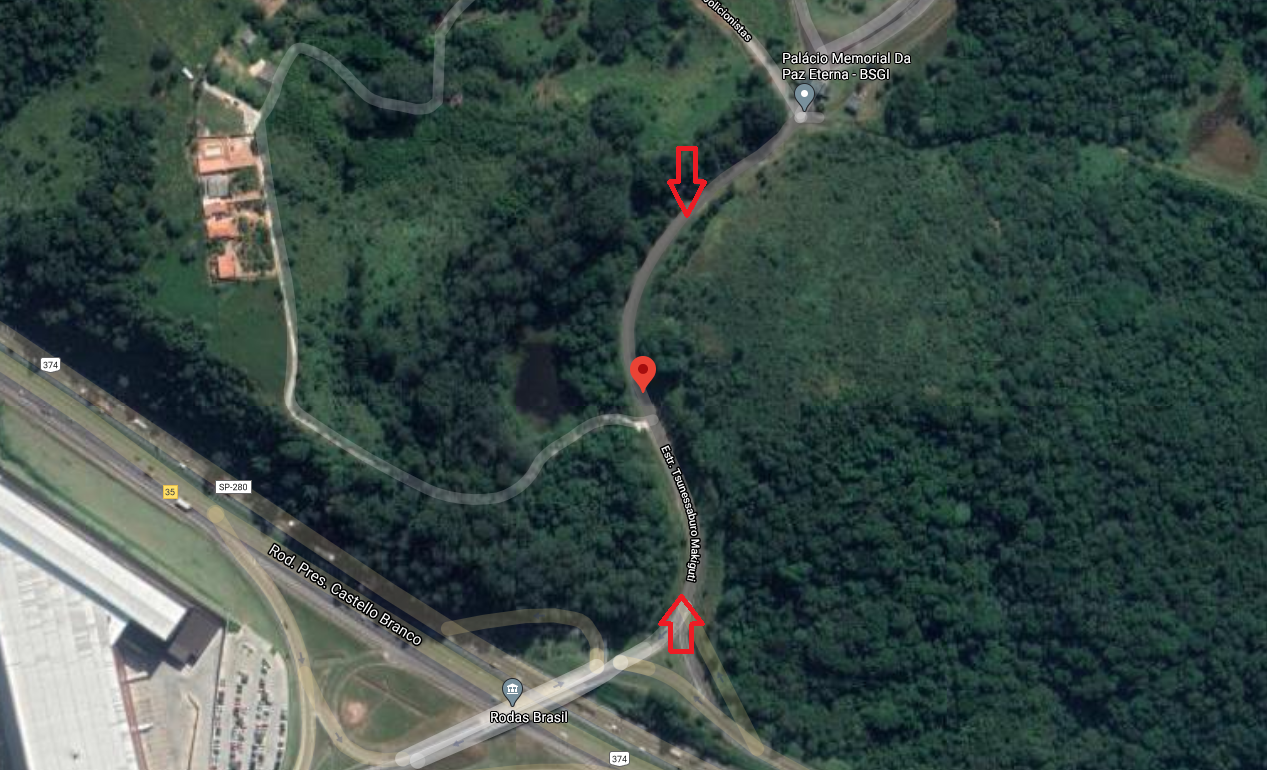 olicionistas
Palácio Memorial Da
Paz Eterna - BSGI
374
Estr. Tsunessaburo Makiguti
35
SP-280
Rod. Pres. Castello Branco
Rodas Brasil
374